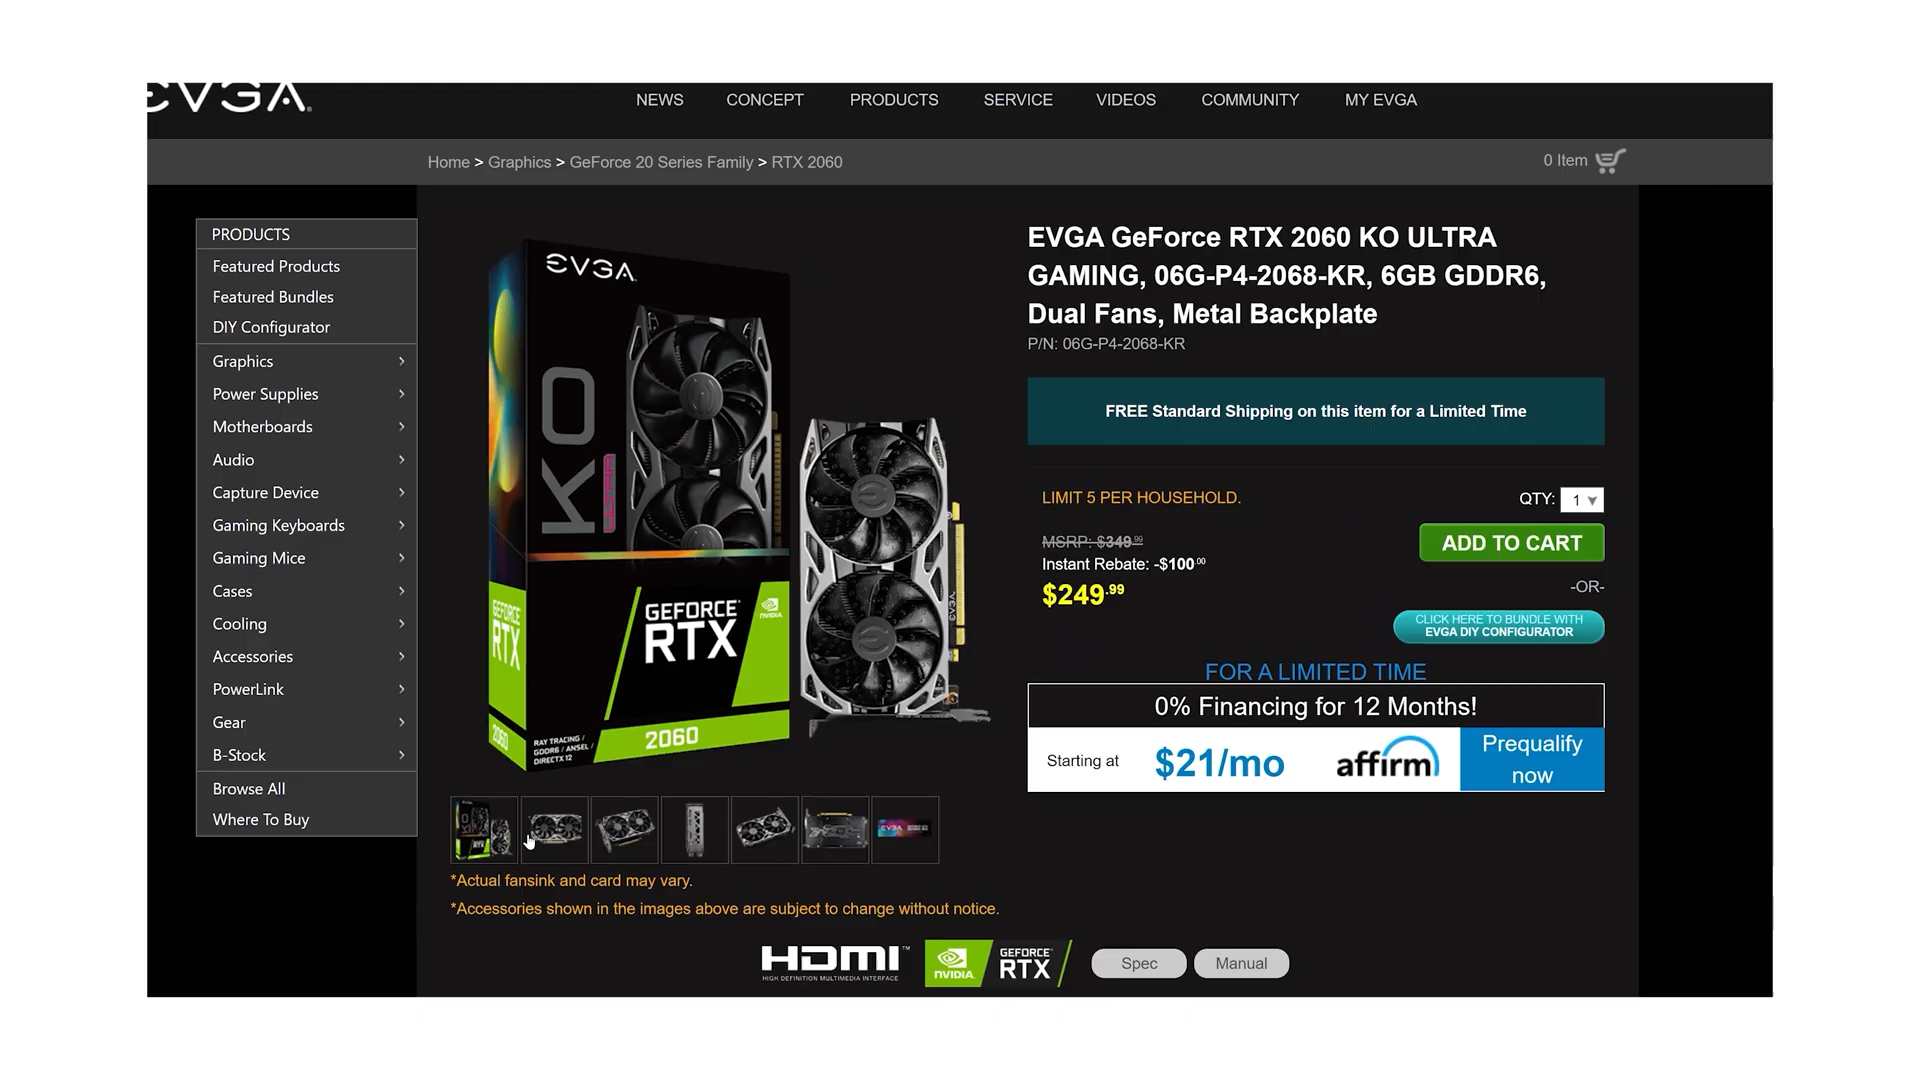 EVGA
NEWS
CONCEPT
PRODUCTS
SERVICE
VIDEOS
COMMUNITY
MY EVGA
Home > Graphics > GeForce 20 Series Family > RTX 2060
0 Item
PRODUCTS
Featured Products
Featured Bundles
DIY Configurator
Graphics
Power Supplies
Motherboards
Audio
Capture Device
Gaming Keyboards
Gaming Mice
Cases
Cooling
Accessories
PowerLink
Gear
B-Stock
Browse All
Where To Buy
EVGA
KO
ULTRA
GEFORCE
RTX
NVIDIA
GEFORCE
RTX
2060
RAY TRACING /
GDDR6 / ANSEL /
DIRECTX 12
2060
EVGA
EVGA GeForce RTX 2060 KO ULTRA
GAMING, 06G-P4-2068-KR, 6GB GDDR6,
Dual Fans, Metal Backplate
P/N: 06G-P4-2068-KR
FREE Standard Shipping on this item for a Limited Time
LIMIT 5 PER HOUSEHOLD.
QTY: 1
MSRP: $349.99
Instant Rebate: -$100.00
$249.99
ADD TO CART
-OR-
CLICK HERE TO BUNDLE WITH
EVGA DIY CONFIGURATOR
FOR A LIMITED TIME
0% Financing for 12 Months!
Starting at $21/mo affirm
Prequalify
now
*Actual fansink and card may vary.
*Accessories shown in the images above are subject to change without notice.
HDMI™
HIGH DEFINITION MULTIMEDIA INTERFACE
NVIDIA.
GEFORCE
RTX
Spec
Manual